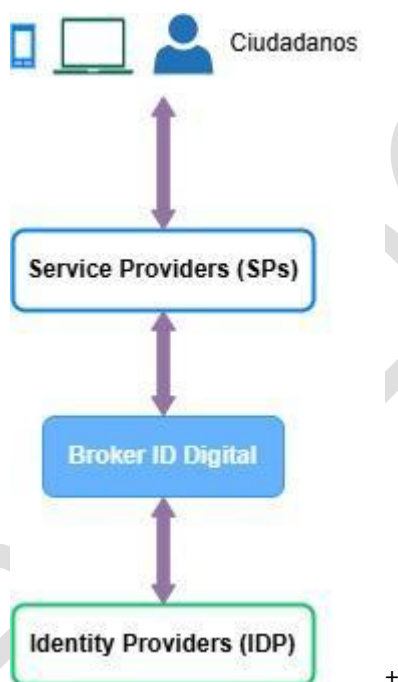 Ciudadanos
Service Providers (SPs)
Broker ID Digital
Identity Providers (IDP)
+